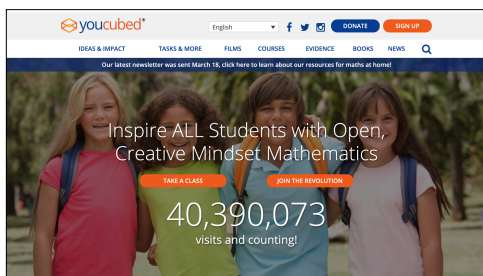 youcubed®
English
DONATE
SIGN UP
IDEAS & IMPACT TASKS & MORE FILMS COURSES EVIDENCE BOOKS NEWS
Our latest newsletter was sent March 18, click here to learn about our resources for maths at home!
Inspire ALL Students with Open,
Creative Mindset Mathematics
TAKE A CLASS
JOIN THE REVOLUTION
40,390,073
visits and counting!